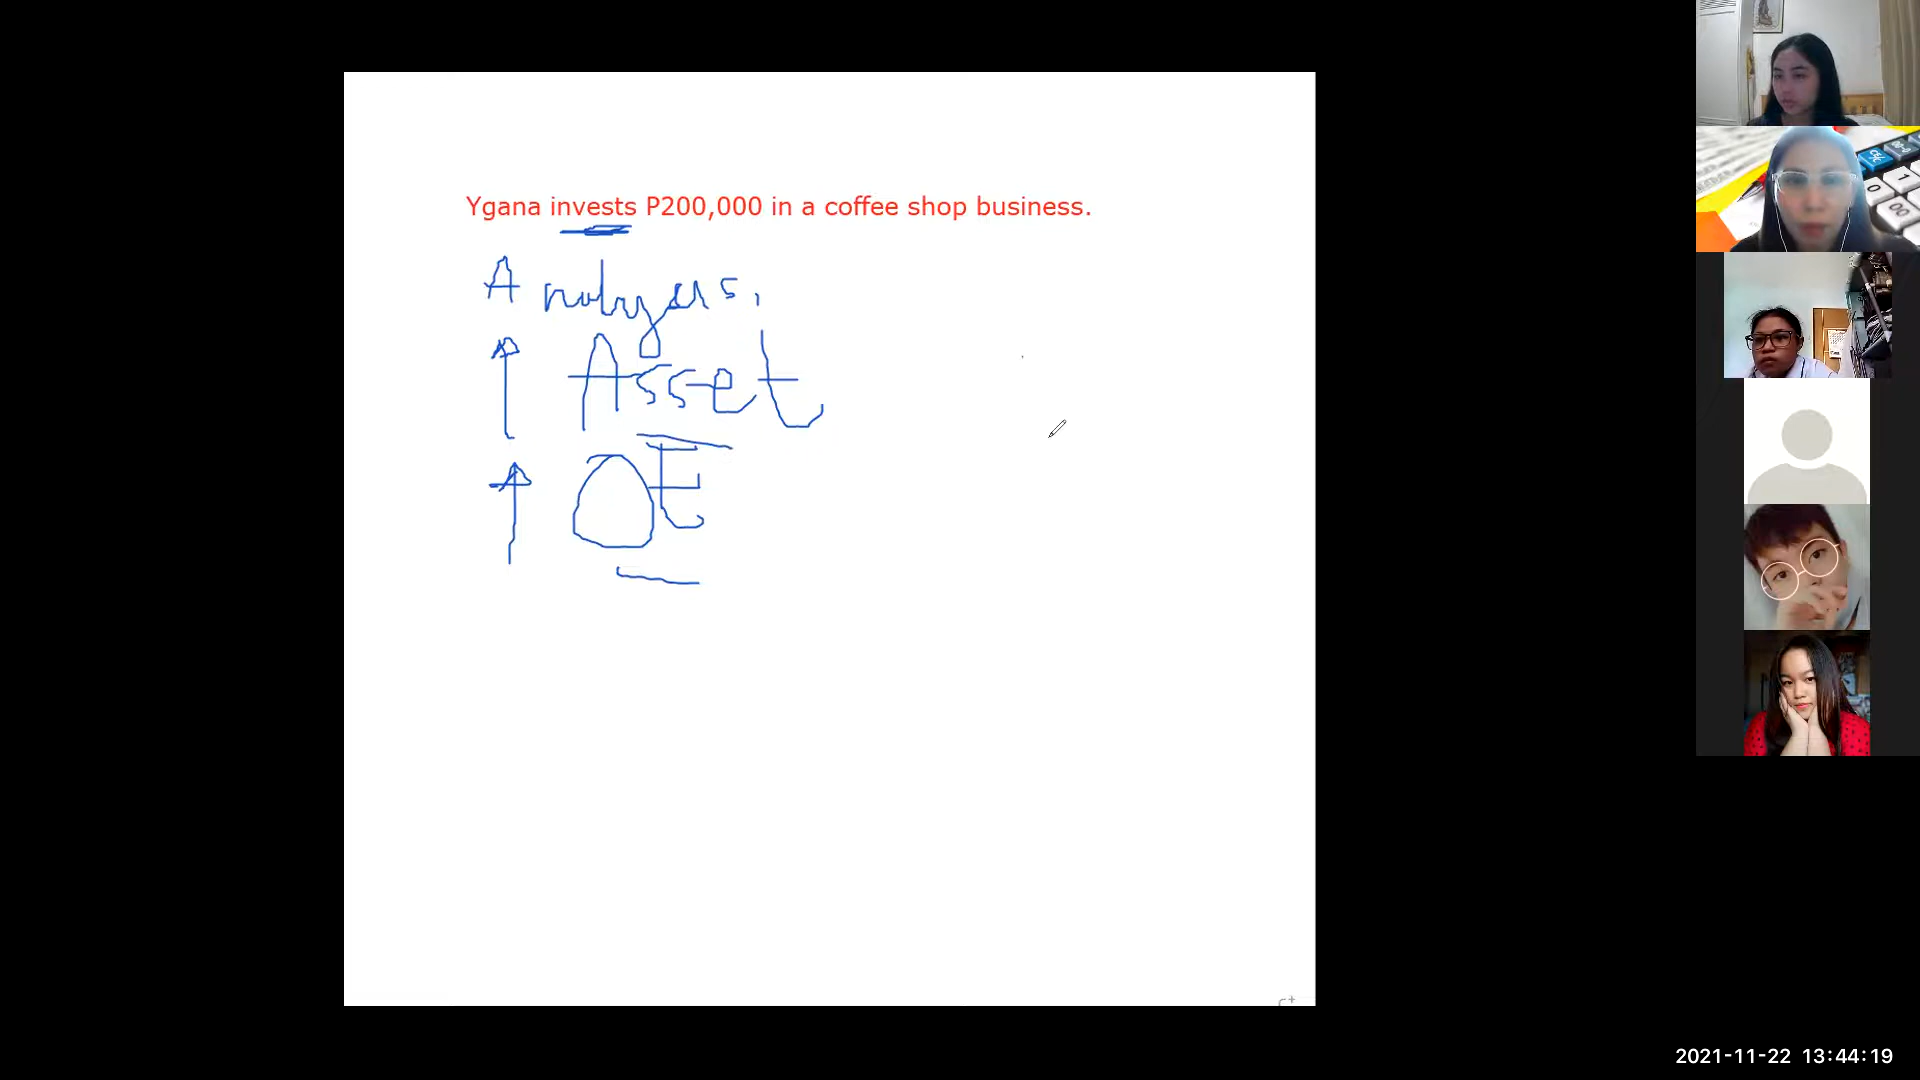 Ygana invests P200,000 in a coffee shop business.
Analysis.
↑ Asset
↑ OE
2021-11-22 13:44:19